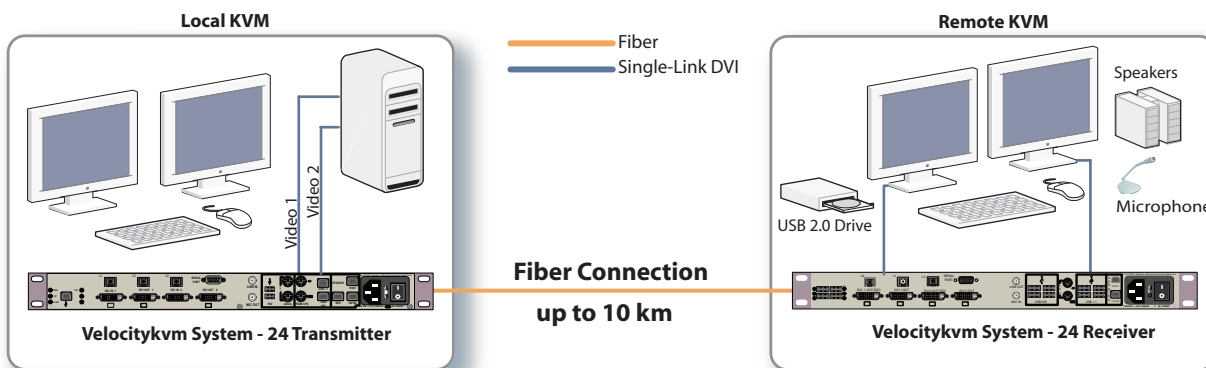 Local KVM
Remote KVM
Fiber
Single-Link DVI
Speakers
Microphone
USB 2.0 Drive
Video 1
Video 2
Fiber Connection
up to 10 km
Velocitykvm System - 24 Transmitter
Velocitykvm System - 24 Receiver